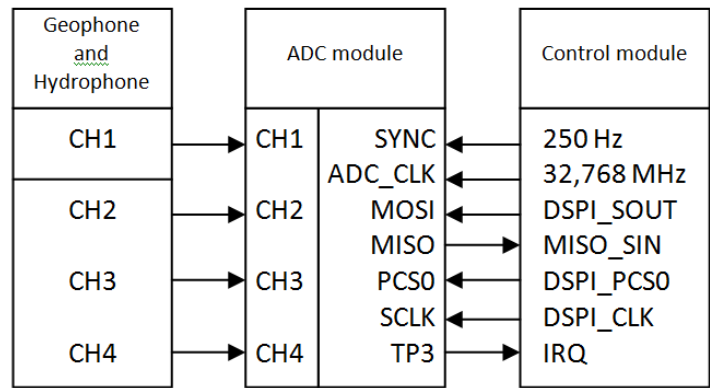 Geophone
and
Hydrophone
ADC module
Control module
CH1 CH1 SYNC 250 Hz
ADC_CLK 32,768 MHz
CH2 CH2 MOSI DSPI_SOUT
MISO MISO_SIN
CH3 CH3 PCS0 DSPI_PCS0
SCLK DSPI_CLK
CH4 CH4 TP3 IRQ